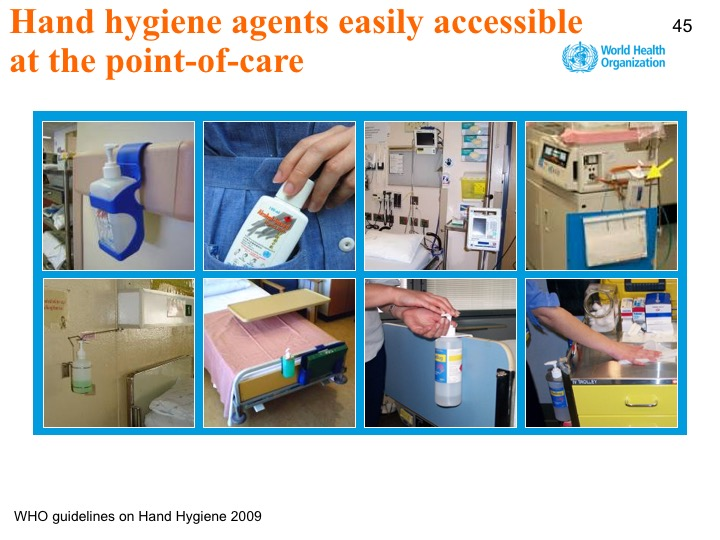 Hand hygiene agents easily accessible
at the point-of-care
45
World Health
Organization
WHO guidelines on Hand Hygiene 2009